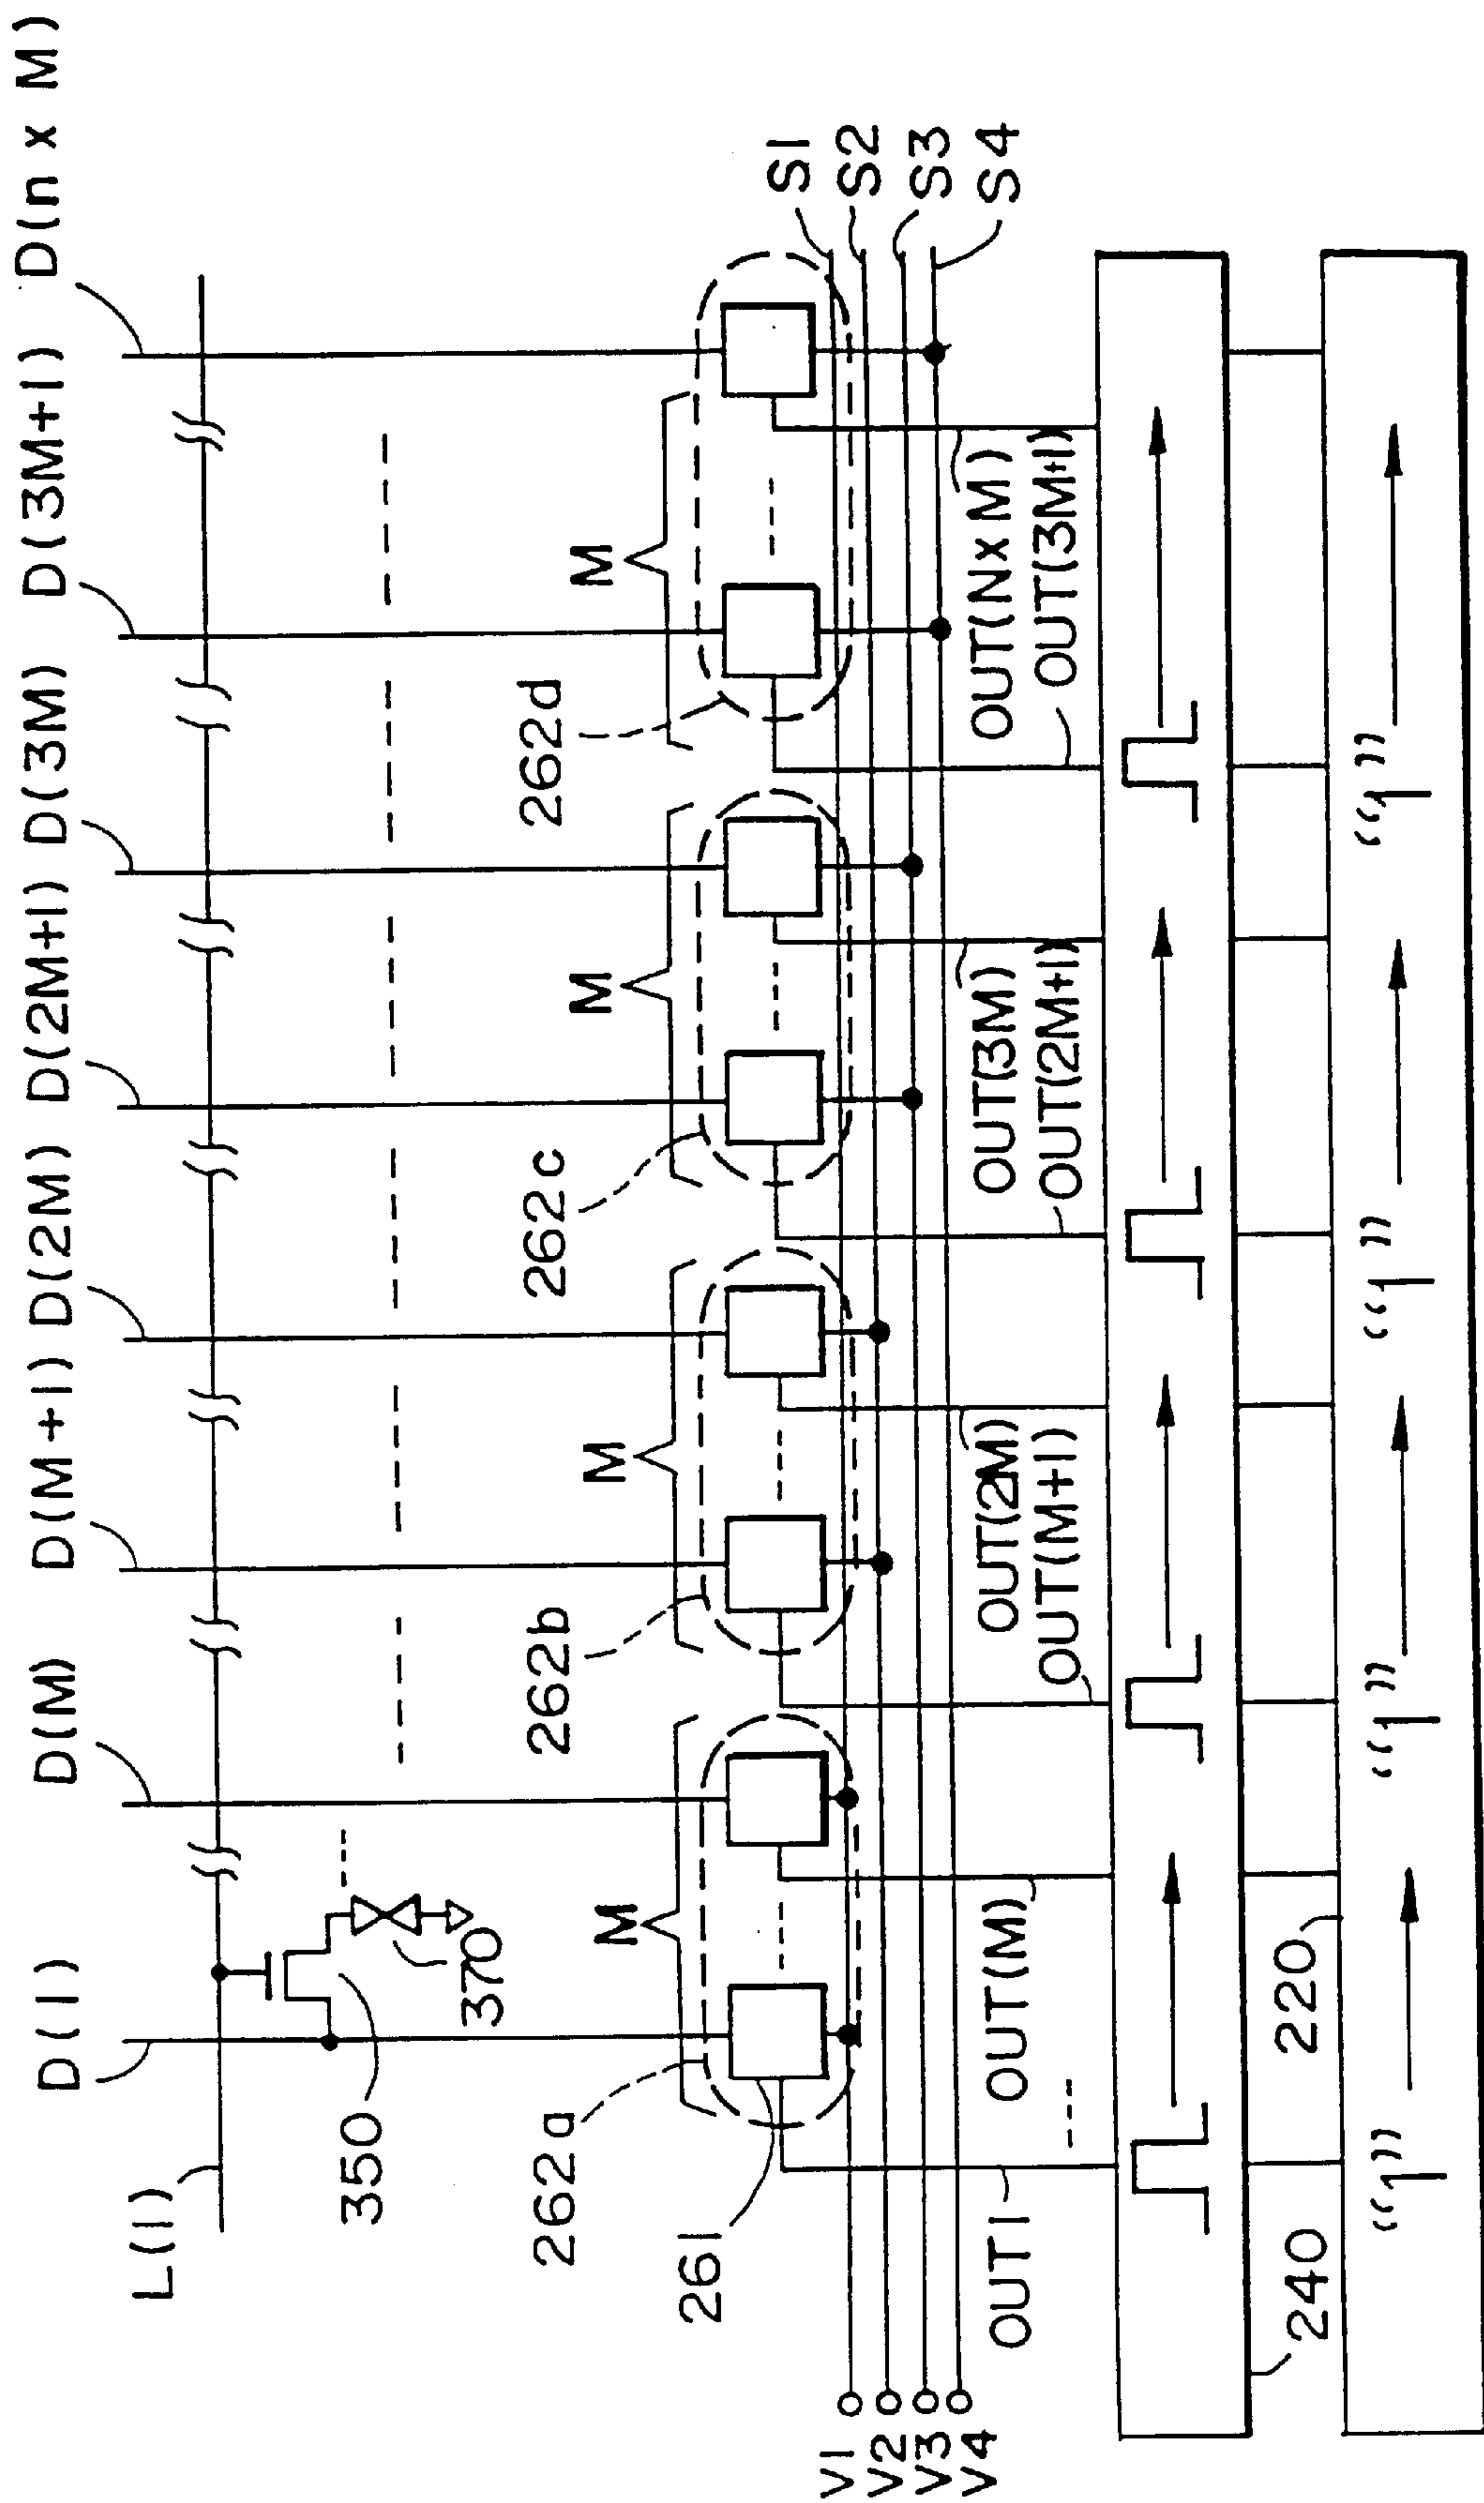 D(1) D(M) D(M+1) D(2M) D(2M+1) D(3M) D(3M+1) D(n x M)
L(1)
350
370
M M M M
262a 262b 262c 262d
261
S1
S2
S3
S4
V1
V2
V3
V4
OUT1 OUT(M) OUT(2M) OUT(3M) OUT(NxM)
OUT(M+1) OUT(2M+1) OUT(3M+1)
240 220
“1” “1” “1” “1”